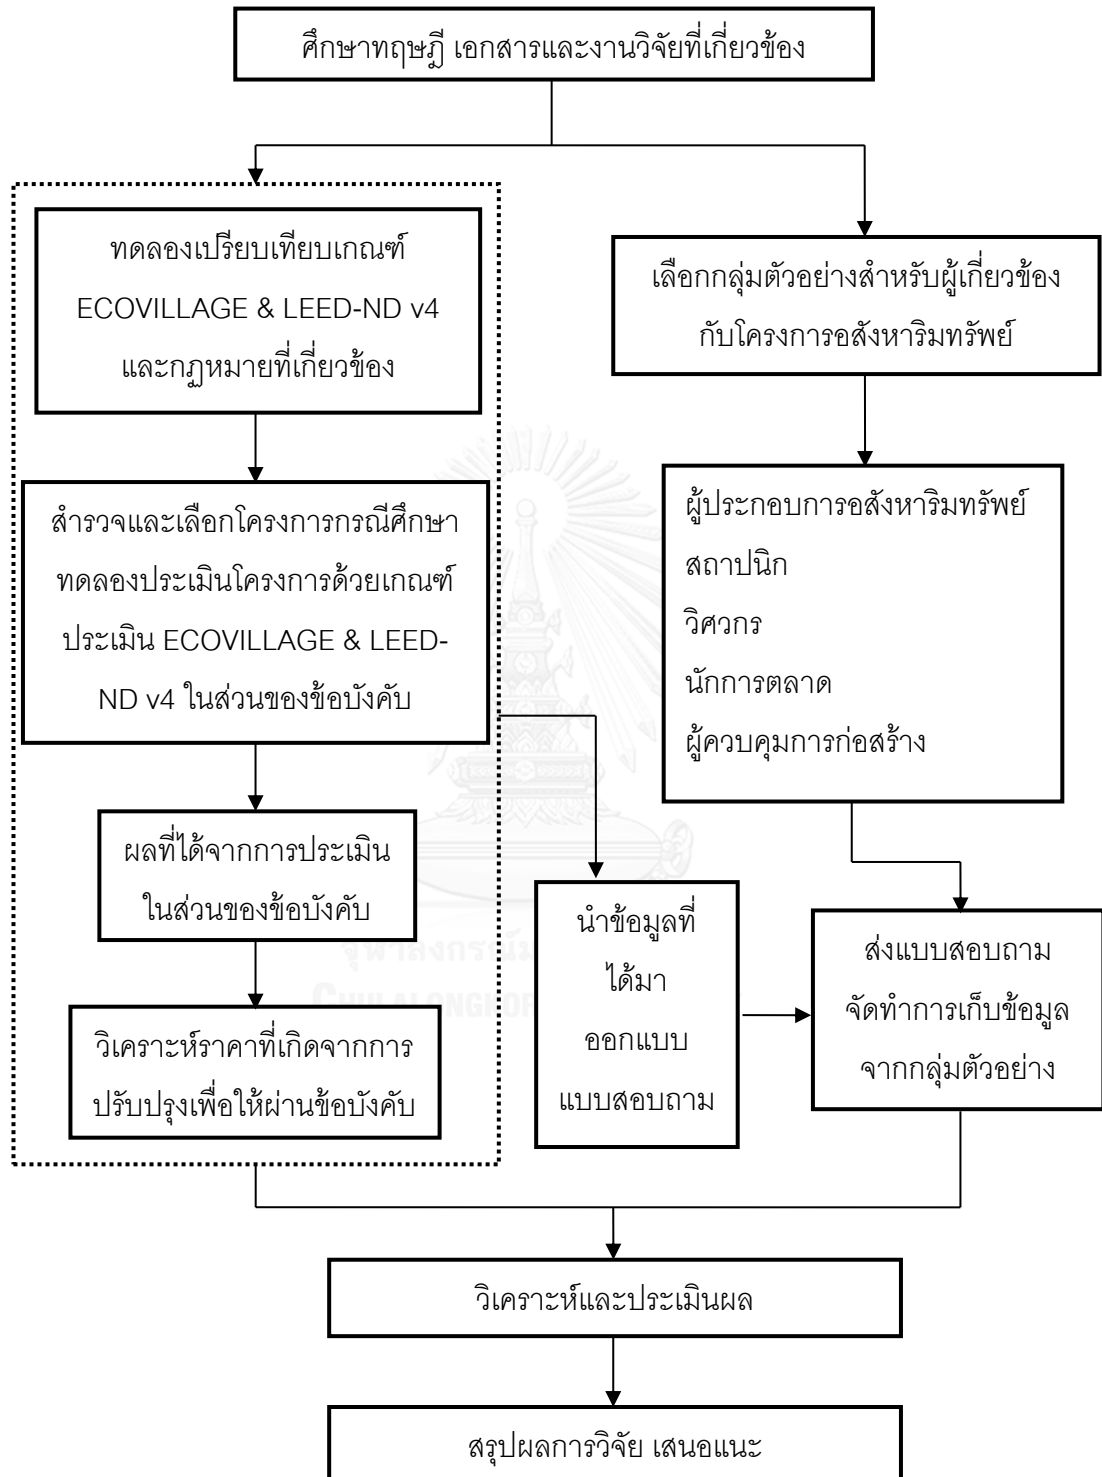 ศึกษาทฤษฎี เอกสารและงานวิจัยที่เกี่ยวข้อง
ทดลองเปรียบเทียบเกณฑ์
ECOVILLAGE & LEED-ND v4
และกฎหมายที่เกี่ยวข้อง
สำรวจและเลือกโครงการกรณีศึกษา
ทดลองประเมินโครงการด้วยเกณฑ์
ประเมิน ECOVILLAGE & LEED-
ND v4 ในส่วนของข้อบังคับ
ผลที่ได้จากการประเมิน
ในส่วนของข้อบังคับ
วิเคราะห์ราคาที่เกิดจากการ
ปรับปรุงเพื่อให้ผ่านข้อบังคับ
เลือกกลุ่มตัวอย่างสำหรับผู้เกี่ยวข้อง
กับโครงการอสังหาริมทรัพย์
ผู้ประกอบการอสังหาริมทรัพย์
สถาปนิก
วิศวกร
นักการตลาด
ผู้ควบคุมการก่อสร้าง
นำข้อมูลที่
ได้มา
ออกแบบ
แบบสอบถาม
ส่งแบบสอบถาม
จัดทำการเก็บข้อมูล
จากกลุ่มตัวอย่าง
วิเคราะห์และประเมินผล
สรุปผลการวิจัย เสนอแนะ